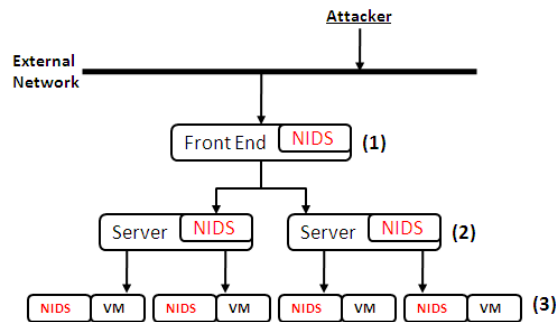 Attacker
External
Network
Front End NIDS (1)
Server NIDS Server NIDS (2)
NIDS VM NIDS VM NIDS VM NIDS VM (3)